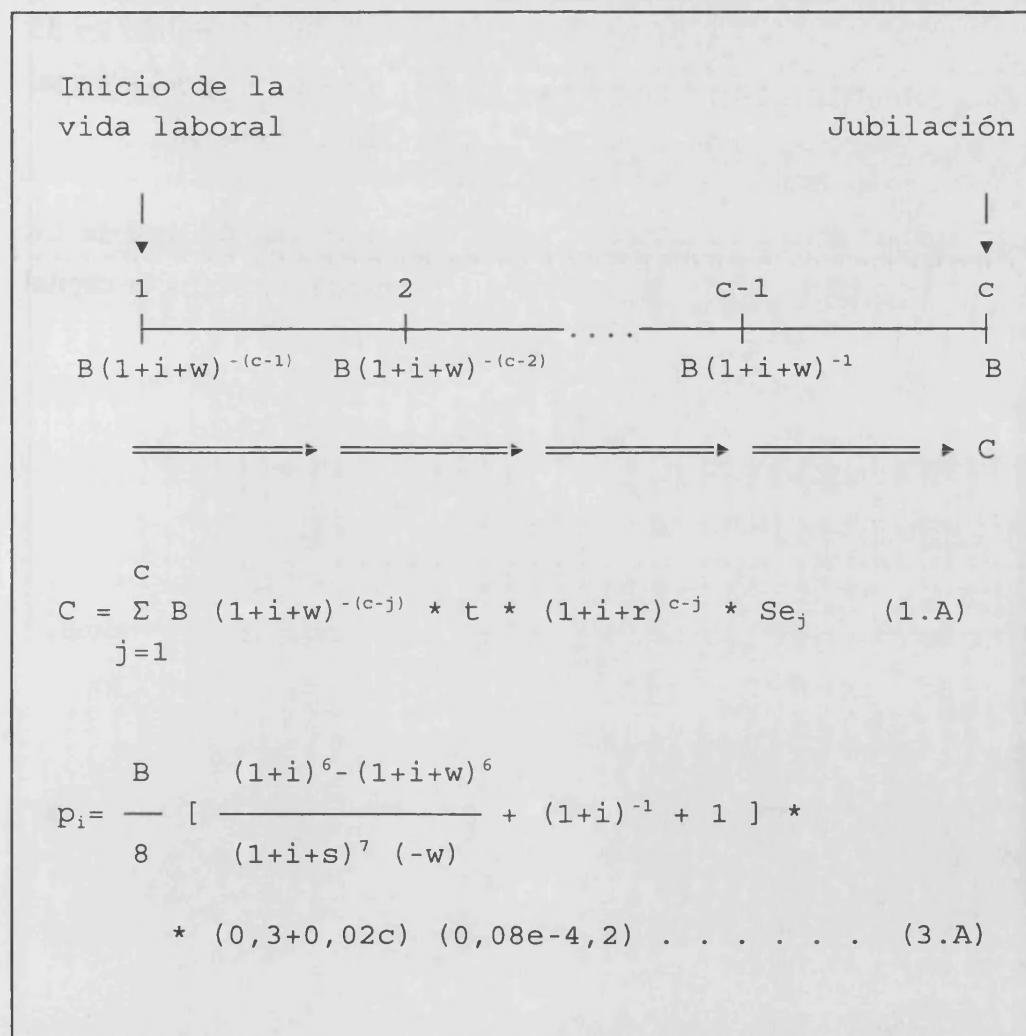 Inicio de la
vida laboral Jubilación
1 2 c-1 c
B(1+i+w)^-(c-1) B(1+i+w)^-(c-2) .... B(1+i+w)^-1 B
C
c
C = Σ B (1+i+w)^-(c-j) * t * (1+i+r)^c-j * Se_j (1.A)
j=1
B (1+i)^6-(1+i+w)^6
p_i= — [ ——— + (1+i)^-1 + 1 ] *
8 (1+i+s)^7 (-w)
* (0,3+0,02c) (0,08e-4,2) . . . . . . (3.A)